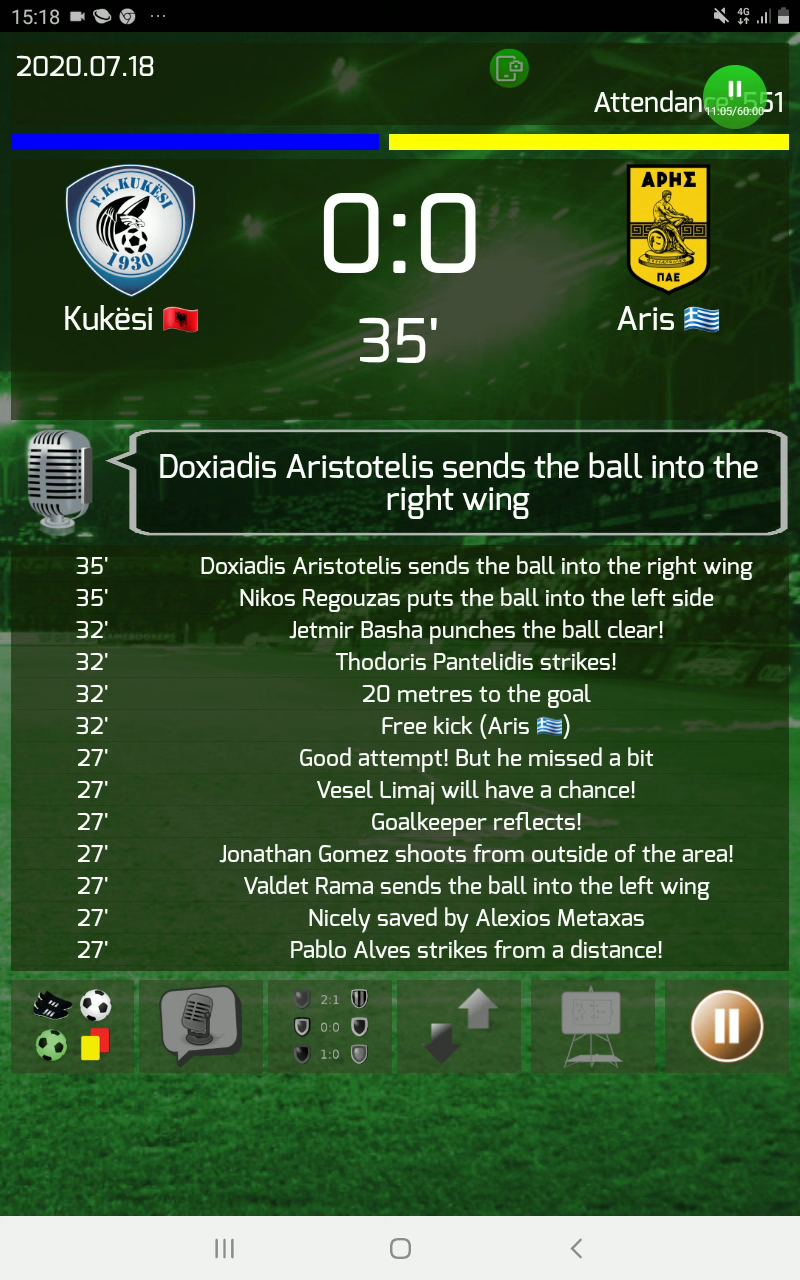 15:18
4G
2020.07.18
Attendance: 551
11:05/60:00
F.K.KUKËSI
1930
ΑΡΗΣ
ΠΑΕ
0:0
Kukësi 🇦🇱
Aris 🇬🇷
35'
Doxiadis Aristotelis sends the ball into the
right wing
35' Doxiadis Aristotelis sends the ball into the right wing
35' Nikos Regouzas puts the ball into the left side
32' Jetmir Basha punches the ball clear!
32' Thodoris Pantelidis strikes!
32' 20 metres to the goal
32' Free kick (Aris 🇬🇷)
27' Good attempt! But he missed a bit
27' Vesel Limaj will have a chance!
27' Goalkeeper reflects!
27' Jonathan Gomez shoots from outside of the area!
27' Valdet Rama sends the ball into the left wing
27' Nicely saved by Alexios Metaxas
27' Pablo Alves strikes from a distance!
2:1
0:0
1:0